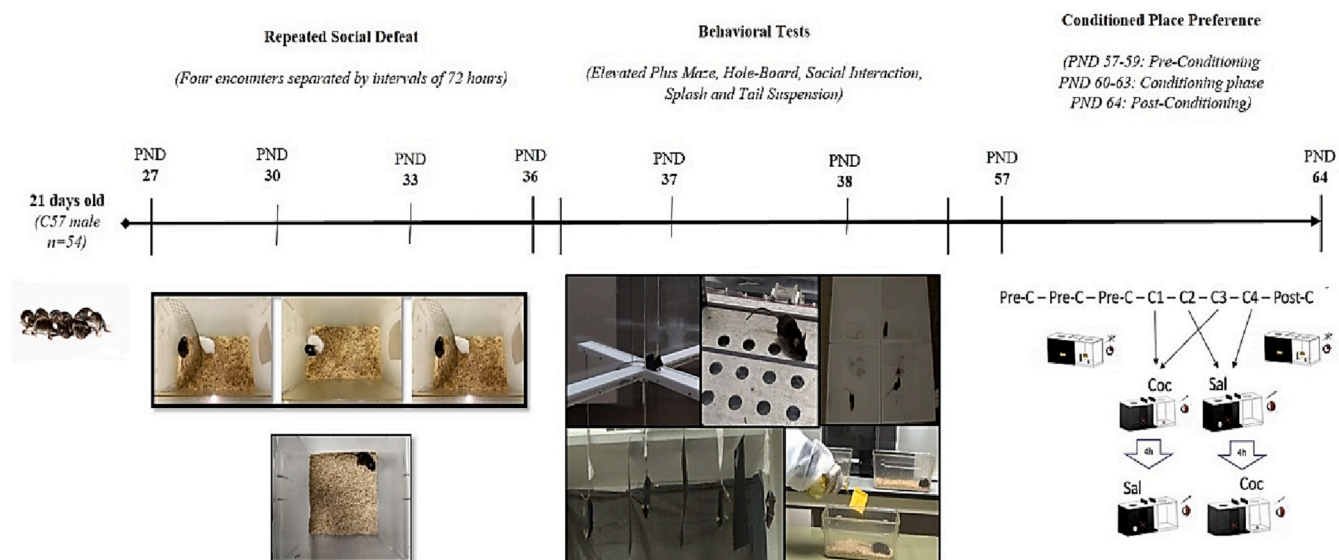 Repeated Social Defeat
(Four encounters separated by intervals of 72 hours)
Behavioral Tests
(Elevated Plus Maze, Hole-Board, Social Interaction,
Splash and Tail Suspension)
Conditioned Place Preference
(PND 57-59: Pre-Conditioning
PND 60-63: Conditioning phase
PND 64: Post-Conditioning)
21 days old
(C57 male
n=54)
PND
27
PND
30
PND
33
PND
36
PND
37
PND
38
PND
57
PND
64
Pre-C – Pre-C – Pre-C – C1 – C2 – C3 – C4 – Post-C
Coc
Sal
4h
4h
Sal
Coc